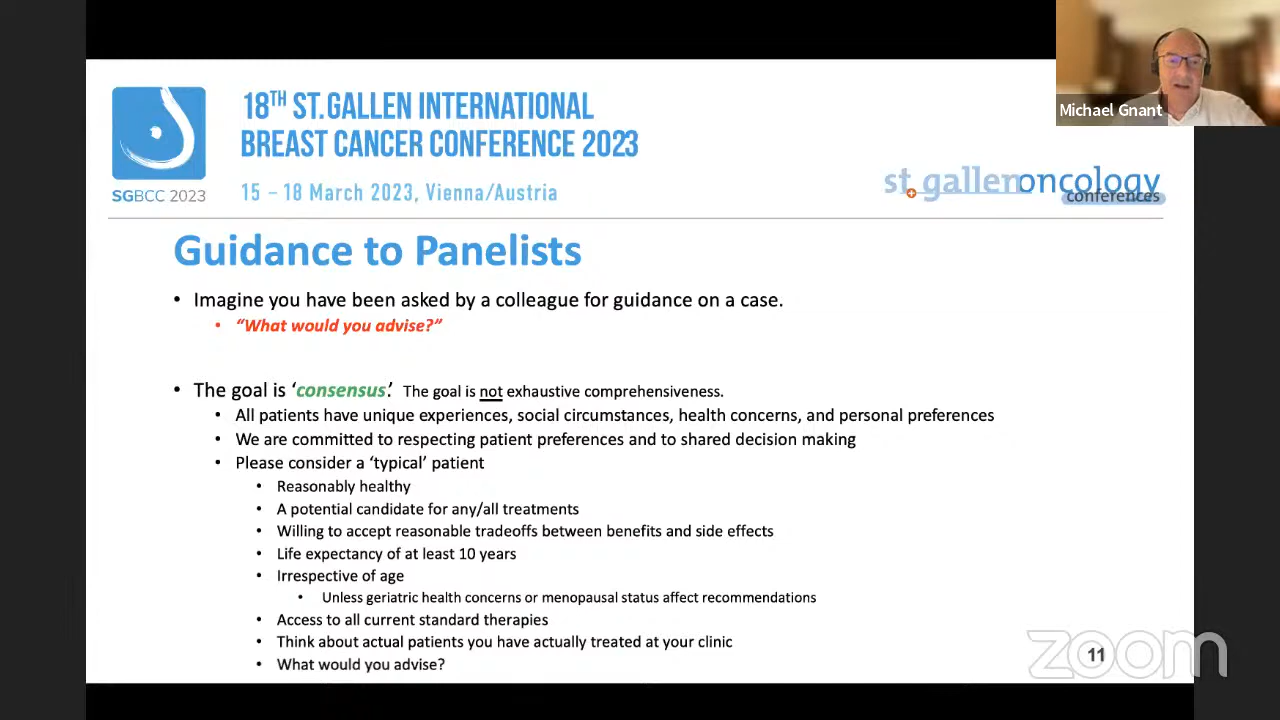 Michael Gnant
18TH ST.GALLEN INTERNATIONAL
BREAST CANCER CONFERENCE 2023
SGBCC 2023
15 – 18 March 2023, Vienna/Austria
st.gallenoncology
conferences
Guidance to Panelists
• Imagine you have been asked by a colleague for guidance on a case.
• “What would you advise?”
• The goal is ‘consensus.’ The goal is not exhaustive comprehensiveness.
• All patients have unique experiences, social circumstances, health concerns, and personal preferences
• We are committed to respecting patient preferences and to shared decision making
• Please consider a ‘typical’ patient
• Reasonably healthy
• A potential candidate for any/all treatments
• Willing to accept reasonable tradeoffs between benefits and side effects
• Life expectancy of at least 10 years
• Irrespective of age
• Unless geriatric health concerns or menopausal status affect recommendations
• Access to all current standard therapies
• Think about actual patients you have actually treated at your clinic
• What would you advise?
11
zoom